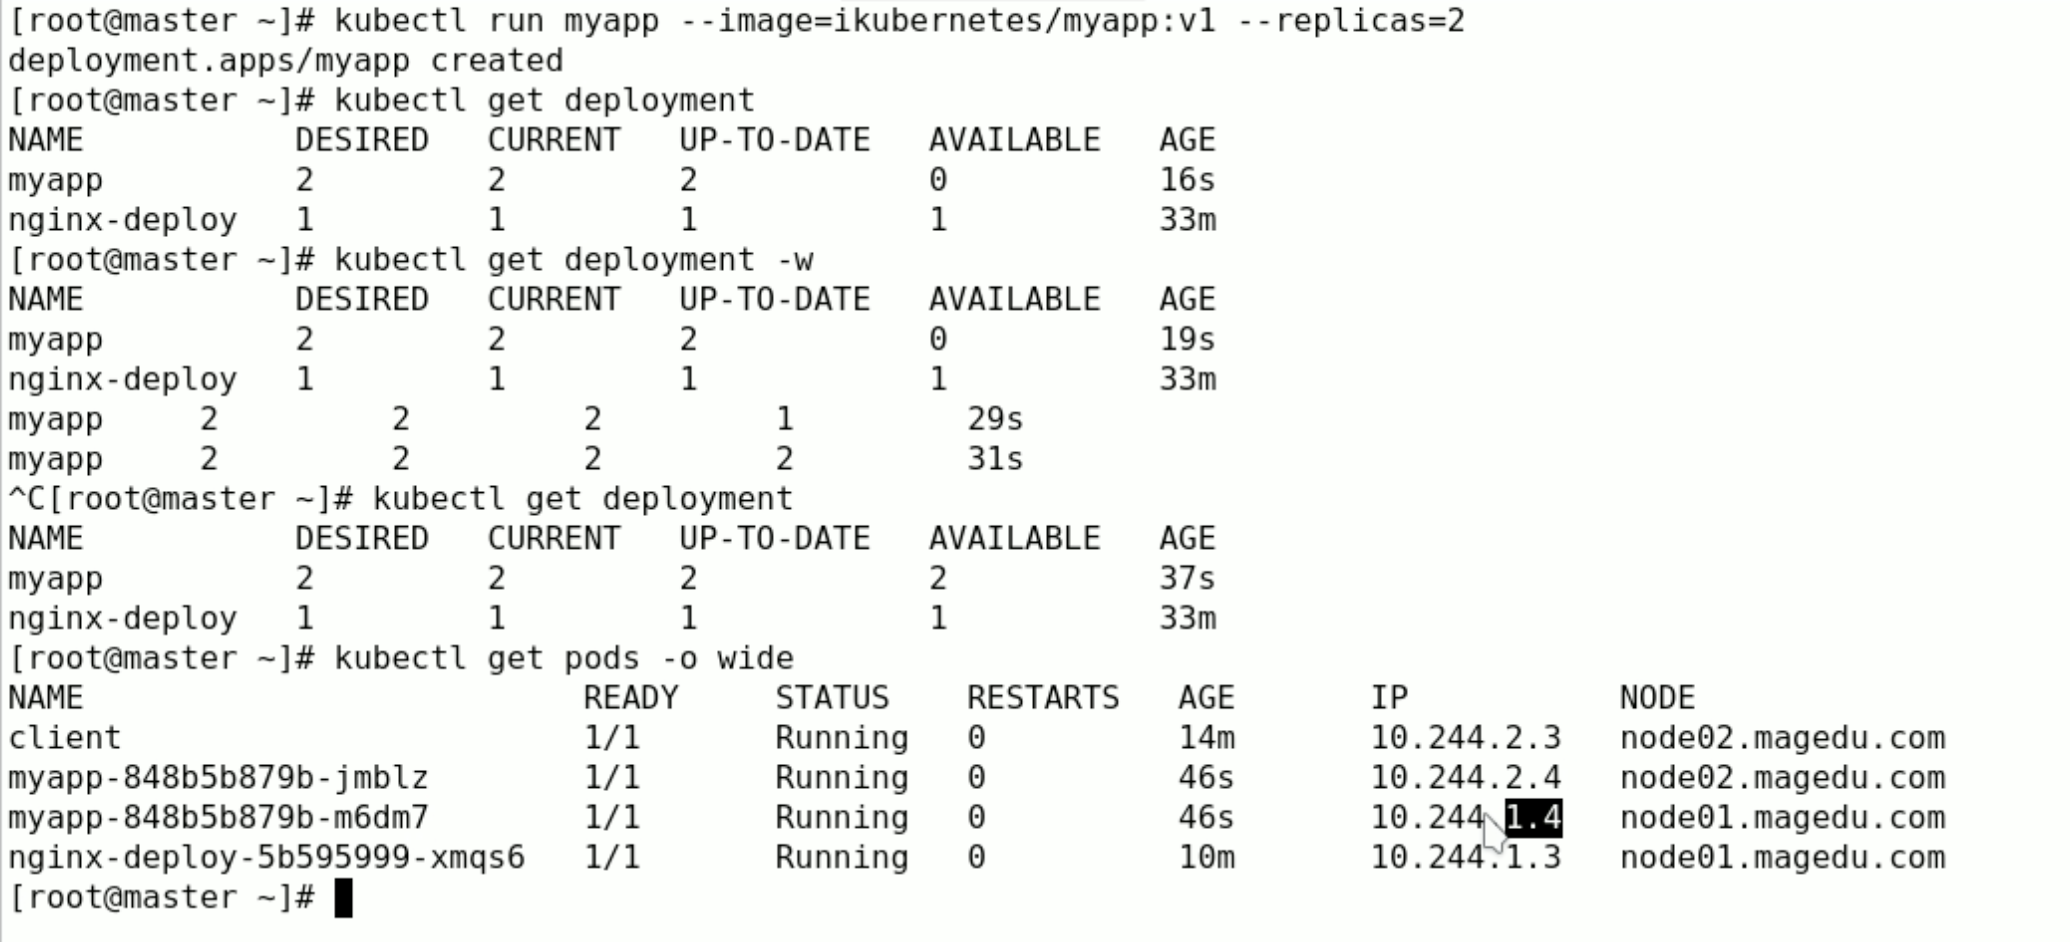 [root@master ~]# kubectl run myapp --image=ikubernetes/myapp:v1 --replicas=2
deployment.apps/myapp created
[root@master ~]# kubectl get deployment
NAME           DESIRED   CURRENT   UP-TO-DATE   AVAILABLE   AGE
myapp          2         2         2            0           16s
nginx-deploy   1         1         1            1           33m
[root@master ~]# kubectl get deployment -w
NAME           DESIRED   CURRENT   UP-TO-DATE   AVAILABLE   AGE
myapp          2         2         2            0           19s
nginx-deploy   1         1         1            1           33m
myapp     2         2         2         1         29s
myapp     2         2         2         2         31s
^C[root@master ~]# kubectl get deployment
NAME           DESIRED   CURRENT   UP-TO-DATE   AVAILABLE   AGE
myapp          2         2         2            2           37s
nginx-deploy   1         1         1            1           33m
[root@master ~]# kubectl get pods -o wide
NAME                          READY     STATUS    RESTARTS   AGE       IP           NODE
client                        1/1       Running   0          14m       10.244.2.3   node02.magedu.com
myapp-848b5b879b-jmblz        1/1       Running   0          46s       10.244.2.4   node02.magedu.com
myapp-848b5b879b-m6dm7        1/1       Running   0          46s       10.244.1.4   node01.magedu.com
nginx-deploy-5b595999-xmqs6   1/1       Running   0          10m       10.244.1.3   node01.magedu.com
[root@master ~]#